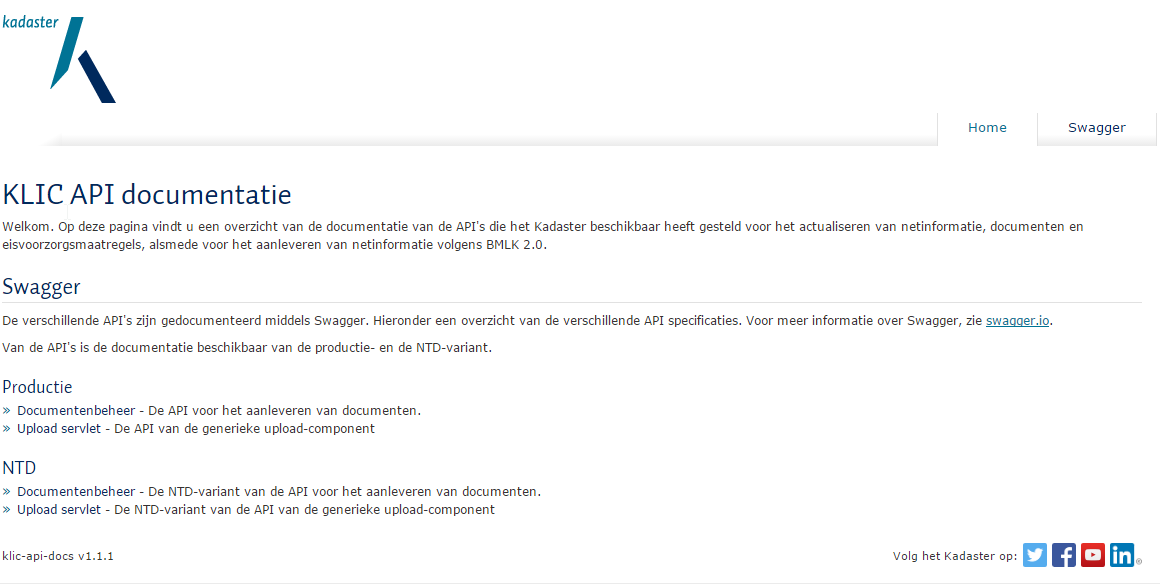 kadaster
Home
Swagger
KLIC API documentatie
Welkom. Op deze pagina vindt u een overzicht van de documentatie van de API's die het Kadaster beschikbaar heeft gesteld voor het actualiseren van netinformatie, documenten en
eisvoorzorgsmaatregels, alsmede voor het aanleveren van netinformatie volgens BMLK 2.0.
Swagger
De verschillende API's zijn gedocumenteerd middels Swagger. Hieronder een overzicht van de verschillende API specificaties. Voor meer informatie over Swagger, zie swagger.io.
Van de API's is de documentatie beschikbaar van de productie- en de NTD-variant.
Productie
» Documentenbeheer - De API voor het aanleveren van documenten.
» Upload servlet - De API van de generieke upload-component
NTD
» Documentenbeheer - De NTD-variant van de API voor het aanleveren van documenten.
» Upload servlet - De NTD-variant van de API van de generieke upload-component
klic-api-docs v1.1.1
Volg het Kadaster op: f in ®